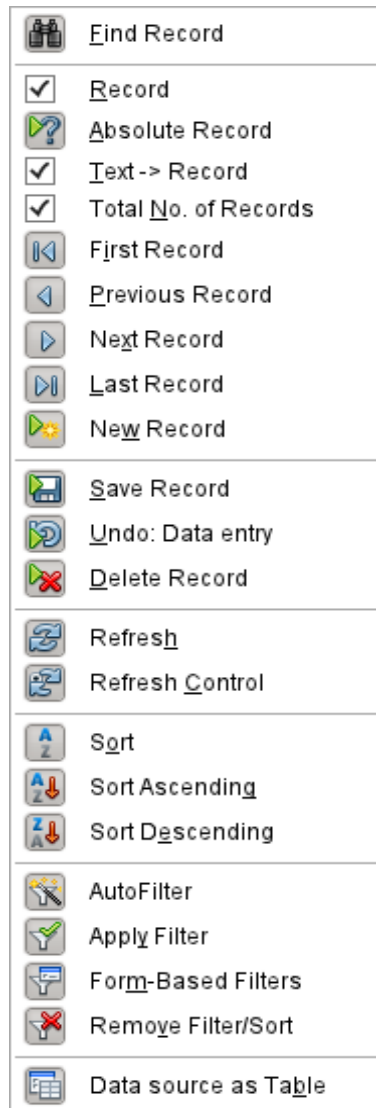 Find Record
Record
Absolute Record
Text -> Record
Total No. of Records
First Record
Previous Record
Next Record
Last Record
New Record
Save Record
Undo: Data entry
Delete Record
Refresh
Refresh Control
Sort
Sort Ascending
Sort Descending
AutoFilter
Apply Filter
Form-Based Filters
Remove Filter/Sort
Data source as Table